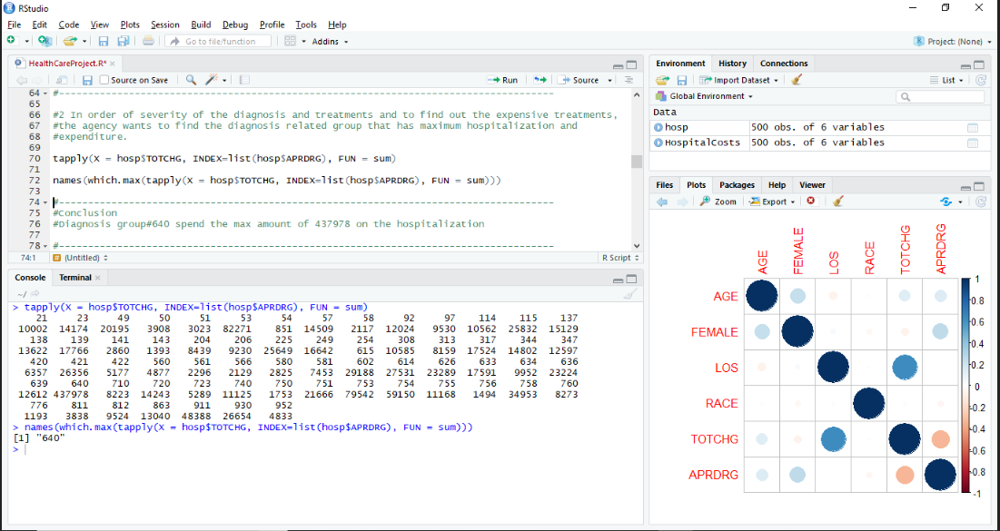 RStudio
File Edit Code View Plots Session Build Debug Profile Tools Help
Go to file/function Addins Project: (None)
HealthCareProject.R*
Source on Save Run Source
64 #----------------------------------------------------------------------------------
65
66 #2 In order of severity of the diagnosis and treatments and to find out the expensive treatments,
67 #the agency wants to find the diagnosis related group that has maximum hospitalization and
68 #expenditure.
69
70 tapply(X = hosp$TOTCHG, INDEX=list(hosp$APRDRG), FUN = sum)
71
72 names(which.max(tapply(X = hosp$TOTCHG, INDEX=list(hosp$APRDRG), FUN = sum)))
73
74 #----------------------------------------------------------------------------------
75 #Conclusion
76 #Diagnosis group#640 spend the max amount of 437978 on the hospitalization
77
78 #----------------------------------------------------------------------------------
74:1 (Untitled) R Script
Console Terminal
~/
> tapply(X = hosp$TOTCHG, INDEX=list(hosp$APRDRG), FUN = sum)
21 23 49 50 51 53 54 57 58 92 97 114 115 137
10002 14174 20195 3908 3023 82271 851 14509 2117 12024 9530 10562 25832 15129
138 139 141 143 204 206 225 249 254 308 313 317 344 347
13622 17766 2860 1393 8439 9230 25649 16642 615 10585 8159 17524 14802 12597
420 421 422 560 561 566 580 581 602 614 626 633 634 636
6357 26356 5177 4877 2296 2129 2825 7453 29188 27531 23289 17591 9952 23224
639 640 710 720 723 740 750 751 753 754 755 756 758 760
12612 437978 8223 14243 5289 11125 1753 21666 79542 59150 11168 1494 34953 8273
776 811 812 863 911 930 952
1193 3838 9524 13040 48388 26654 4833
> names(which.max(tapply(X = hosp$TOTCHG, INDEX=list(hosp$APRDRG), FUN = sum)))
[1] "640"
>
Environment History Connections
Import Dataset List
Global Environment
Data
hosp 500 obs. of 6 variables
HospitalCosts 500 obs. of 6 variables
Files Plots Packages Help Viewer
Zoom Export
AGE FEMALE LOS RACE TOTCHG APRDRG
AGE
FEMALE
LOS
RACE
TOTCHG
APRDRG
1
0.8
0.6
0.4
0.2
0
-0.2
-0.4
-0.6
-0.8
-1